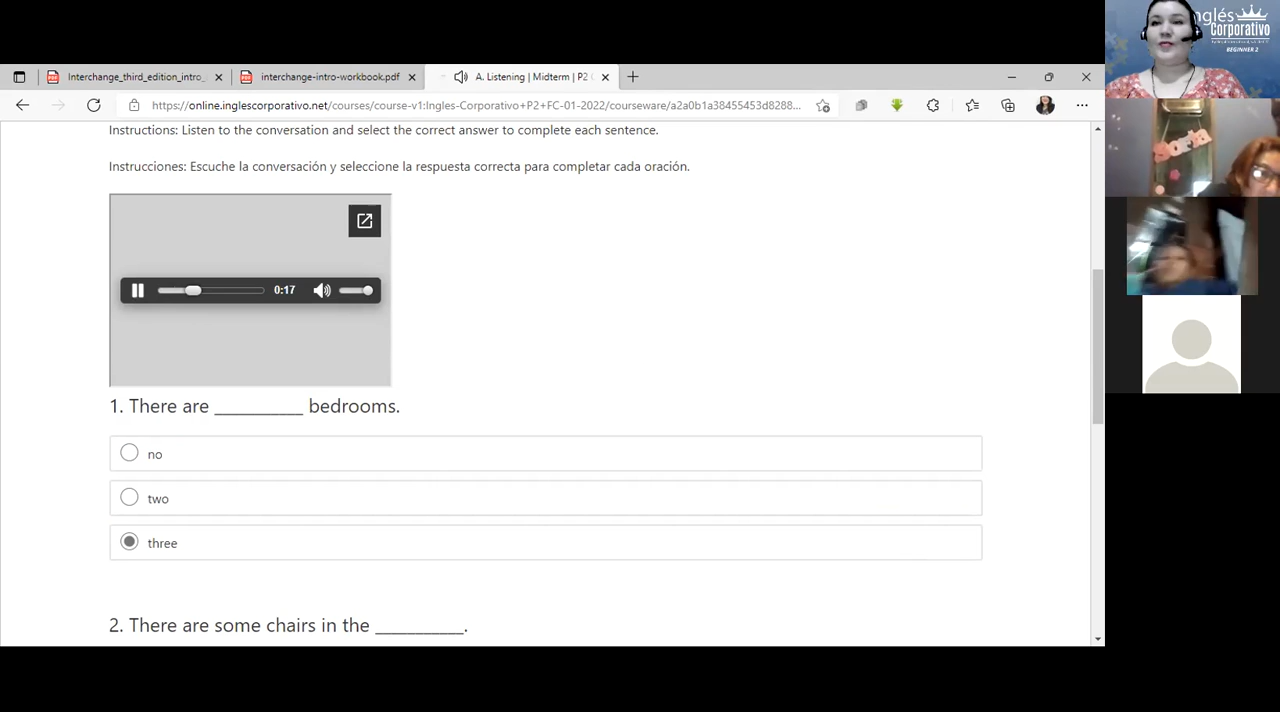 Interchange_third_edition_intro_
interchange-intro-workbook.pdf
A. Listening | Midterm | P2
https://online.inglescorporativo.net/courses/course-v1:Ingles-Corporativo+P2+FC-01-2022/courseware/a2a0b1a38455453d8288...
Instructions: Listen to the conversation and select the correct answer to complete each sentence.
Instrucciones: Escuche la conversación y seleccione la respuesta correcta para completar cada oración.
0:17
1. There are __________ bedrooms.
no
two
three
2. There are some chairs in the __________.
nglés
Corporativo
BEGINNER 2